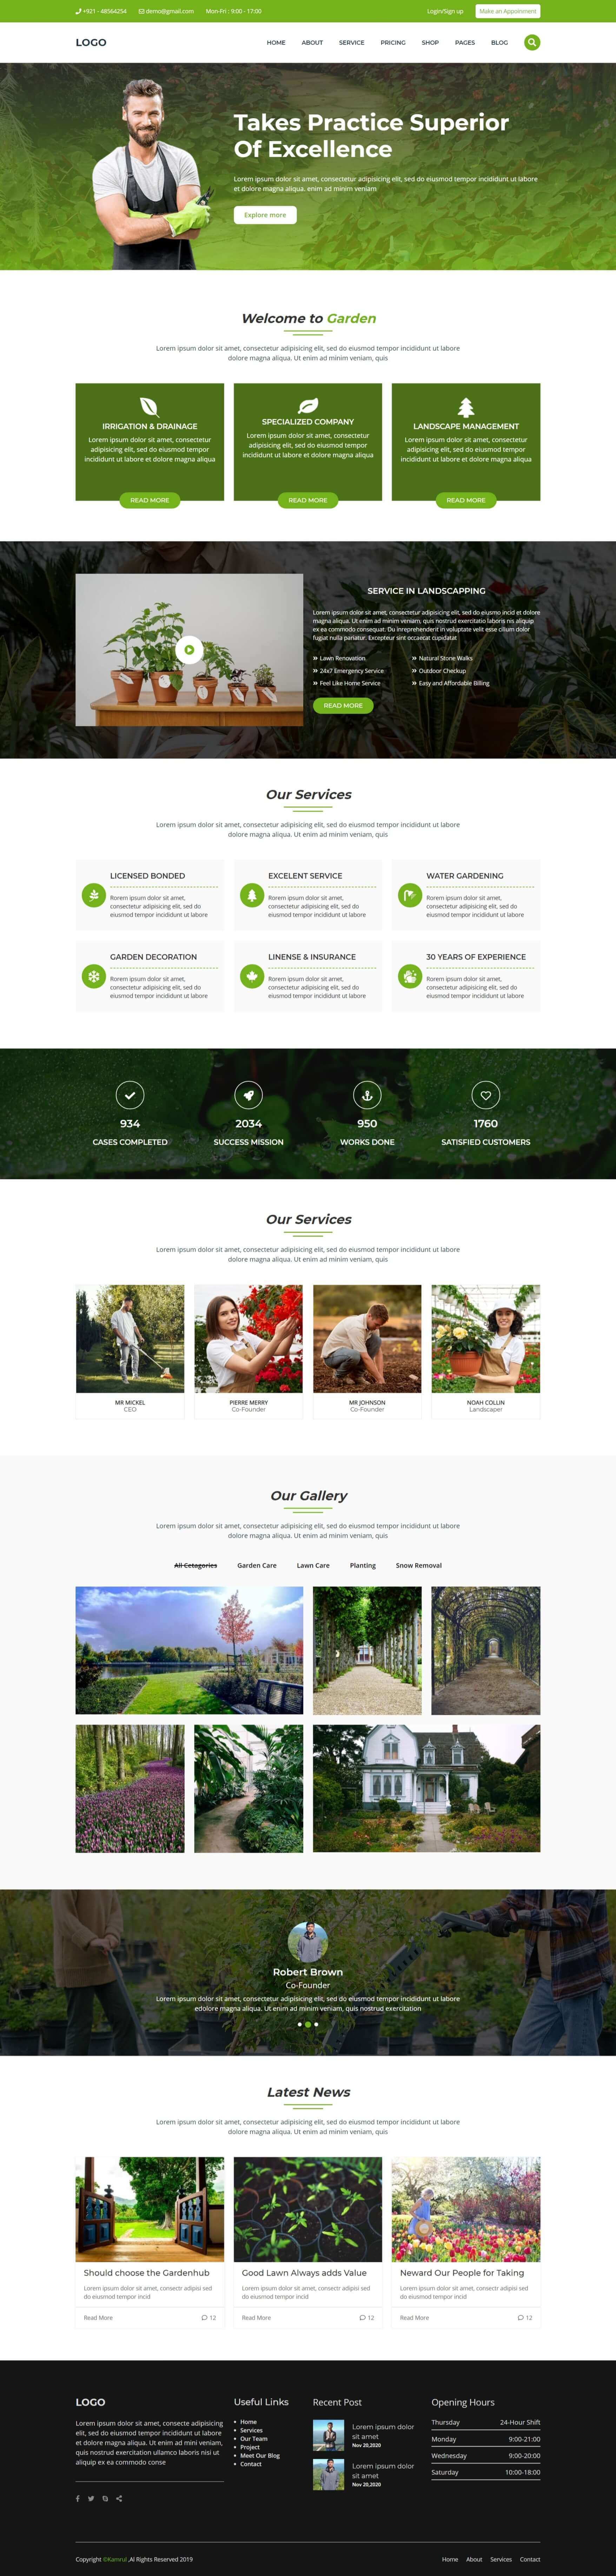 +921 - 48564254 demo@gmail.com Mon-Fri : 9:00 - 17:00 Login/Sign up Make an Appoinment
LOGO HOME ABOUT SERVICE PRICING SHOP PAGES BLOG
Takes Practice Superior
Of Excellence
Lorem ipsum dolor sit amet, consectetur adipisicing elit, sed do eiusmod tempor incididunt ut labore
et dolore magna aliqua. enim ad minim veniam
Explore more
Welcome to Garden
Lorem ipsum dolor sit amet, consectetur adipisicing elit, sed do eiusmod tempor incididunt ut labore
dolore magna aliqua. Ut enim ad minim veniam, quis
IRRIGATION & DRAINAGE
Lorem ipsum dolor sit amet, consectetur
adipisicing elit, sed do eiusmod tempor
incididunt ut labore et dolore magna aliqua
READ MORE
SPECIALIZED COMPANY
Lorem ipsum dolor sit amet, consectetur
adipisicing elit, sed do eiusmod tempor
incididunt ut labore et dolore magna aliqua
READ MORE
LANDSCAPE MANAGEMENT
Lorem ipsum dolor sit amet, consectetur
adipisicing elit, sed do eiusmod tempor
incididunt ut labore et dolore magna aliqua
READ MORE
SERVICE IN LANDSCAPPING
Lorem ipsum dolor sit amet, consectetur adipisicing elit, sed do eiusmo incid et dolore
magna aliqua. Ut enim ad minim veniam, quis nostrud exercitatio laboris nis aliquip
ex ea commodo consequat. Du inreprehenderit in voluptate velit esse cillum dolor
fugiat nulla pariatur. Excepteur sint occaecat cupidatat
Lawn Renovation Natural Stone Walks
24x7 Emergency Service Outdoor Checkup
Feel Like Home Service Easy and Affordable Billing
READ MORE
Our Services
Lorem ipsum dolor sit amet, consectetur adipisicing elit, sed do eiusmod tempor incididunt ut labore
dolore magna aliqua. Ut enim ad minim veniam, quis
LICENSED BONDED
Rorem ipsum dolor sit amet,
consectetur adipisicing elit, sed do
eiusmod tempor incididunt ut labore
EXCELENT SERVICE
Rorem ipsum dolor sit amet,
consectetur adipisicing elit, sed do
eiusmod tempor incididunt ut labore
WATER GARDENING
Rorem ipsum dolor sit amet,
consectetur adipisicing elit, sed do
eiusmod tempor incididunt ut labore
GARDEN DECORATION
Rorem ipsum dolor sit amet,
consectetur adipisicing elit, sed do
eiusmod tempor incididunt ut labore
LINENSE & INSURANCE
Rorem ipsum dolor sit amet,
consectetur adipisicing elit, sed do
eiusmod tempor incididunt ut labore
30 YEARS OF EXPERIENCE
Rorem ipsum dolor sit amet,
consectetur adipisicing elit, sed do
eiusmod tempor incididunt ut labore
934 2034 950 1760
CASES COMPLETED SUCCESS MISSION WORKS DONE SATISFIED CUSTOMERS
Our Services
Lorem ipsum dolor sit amet, consectetur adipisicing elit, sed do eiusmod tempor incididunt ut labore
dolore magna aliqua. Ut enim ad minim veniam, quis
MR MICKEL PIERRE MERRY MR JOHNSON NOAH COLLIN
CEO Co-Founder Co-Founder Landscaper
Our Gallery
Lorem ipsum dolor sit amet, consectetur adipisicing elit, sed do eiusmod tempor incididunt ut labore
dolore magna aliqua. Ut enim ad minim veniam, quis
All Cetagories Garden Care Lawn Care Planting Snow Removal
Robert Brown
Co-Founder
Lorem ipsum dolor sit amet, consectetur adipisicing elit, sed do eiusmod tempor incididunt ut labore
edolore magna aliqua. Ut enim ad minim veniam, quis nostrud exercitation
Latest News
Lorem ipsum dolor sit amet, consectetur adipisicing elit, sed do eiusmod tempor incididunt ut labore
dolore magna aliqua. Ut enim ad minim veniam, quis
Should choose the Gardenhub
Lorem ipsum dolor sit amet, consectr adipisi sed
do eiusmod tempor incid
Read More 12
Good Lawn Always adds Value
Lorem ipsum dolor sit amet, consectr adipisi sed
do eiusmod tempor incid
Read More 12
Neward Our People for Taking
Lorem ipsum dolor sit amet, consectr adipisi sed
do eiusmod tempor incid
Read More 12
LOGO
Lorem ipsum dolor sit amet, consecte adipisicing
elit, sed do eiusmod tempor incididunt ut labore
et dolore magna aliqua. Ut enim ad mini veniam,
quis nostrud exercitation ullamco laboris nisi ut
aliquip ex ea commodo conse
Useful Links
Home
Services
Our Team
Project
Meet Our Blog
Contact
Recent Post
Lorem ipsum dolor
sit amet
Nov 20,2020
Lorem ipsum dolor
sit amet
Nov 20,2020
Opening Hours
Thursday 24-Hour Shift
Monday 9:00-21:00
Wednesday 9:00-20:00
Saturday 10:00-18:00
Copyright ©Kamrul ,Al Rights Reserved 2019 Home About Services Contact